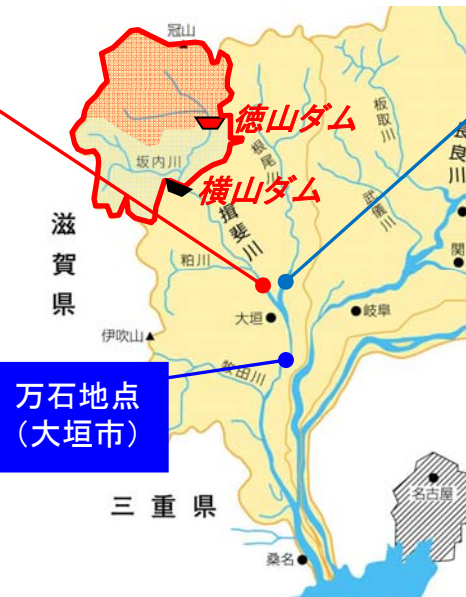 冠山
徳山ダム
板取川
長良川
根尾川
坂内川
横山ダム
武儀川
揖斐川
関
滋賀県
粕川
岐阜
大垣
伊吹山
牧田川
万石地点
（大垣市）
名古屋
三重県
桑名